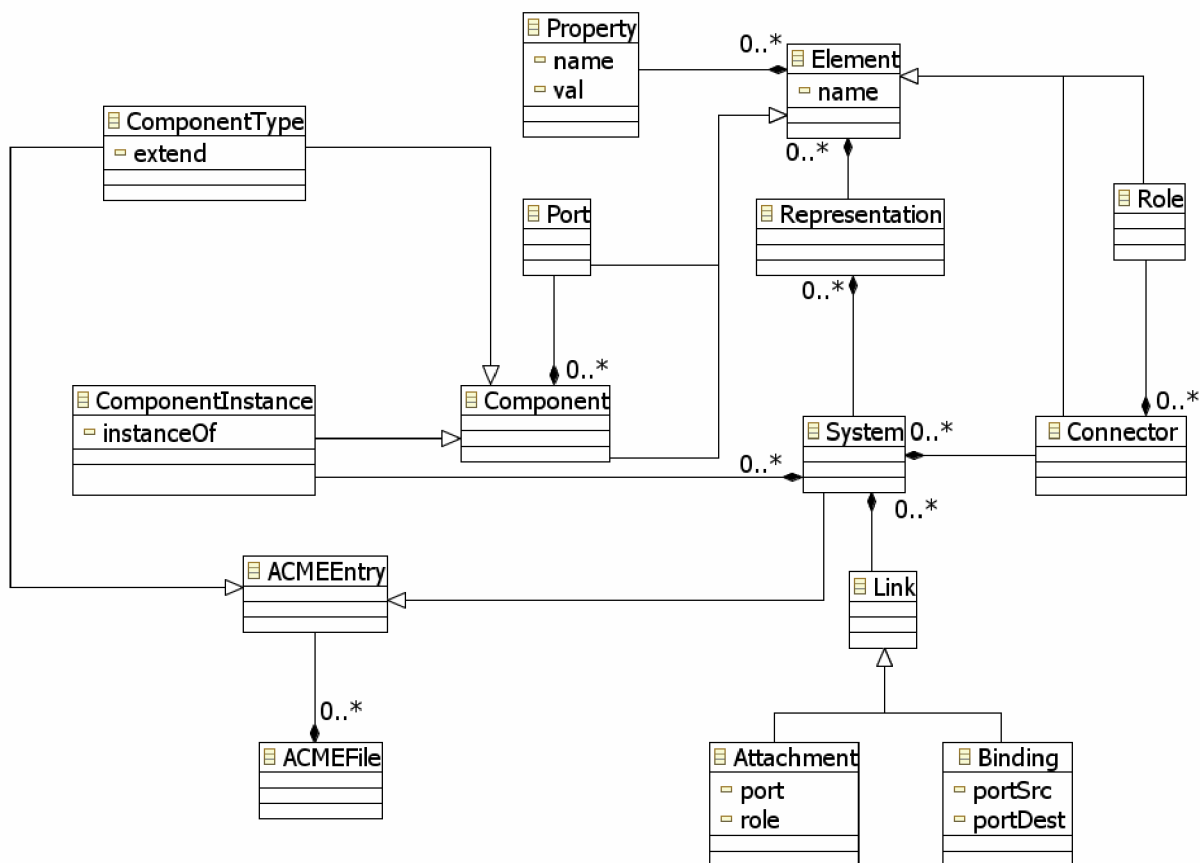 Property
name
val
0..*
Element
name
0..*
ComponentType
extend
Port
Representation
0..*
Role
0..*
0..*
ComponentInstance
instanceOf
Component
System
0..*
Connector
0..*
0..*
ACMEEntry
Link
0..*
ACMEFile
Attachment
port
role
Binding
portSrc
portDest